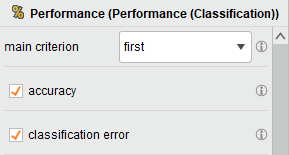 Performance (Performance (Classification))
main criterion first
accuracy
classification error